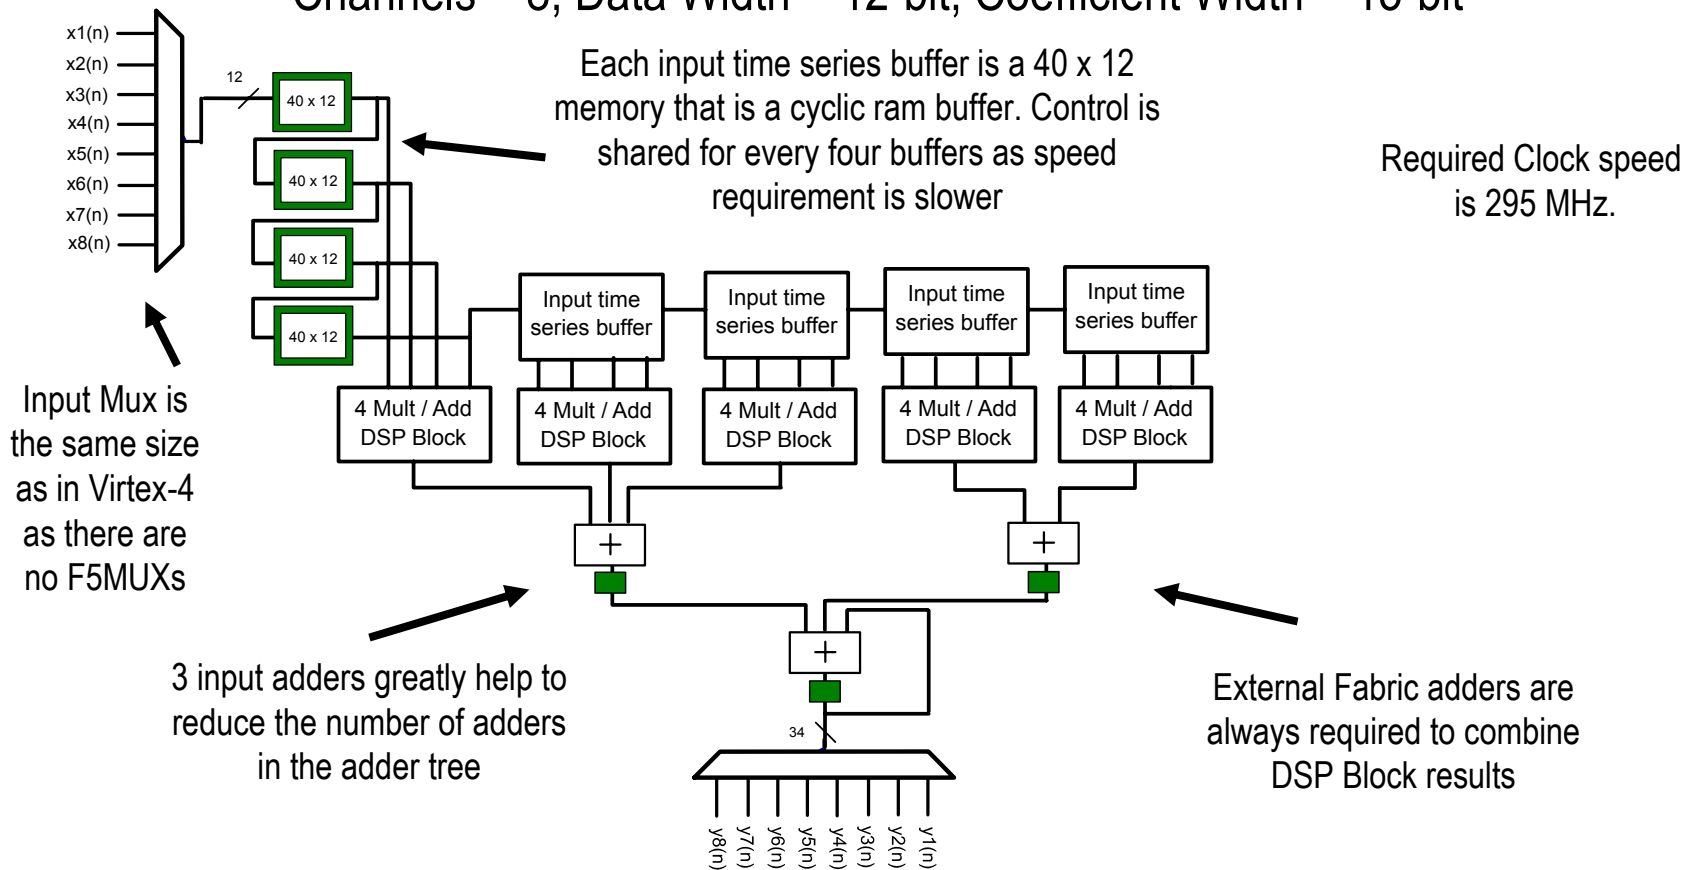 Channels Data Width 12-bit, Coefficient Width
x1(n)
x2(n)
x3(n)
x4(n)
x5(n)
x6(n)
x7(n)
x8(n)
12
40 x 12
40 x 12
40 x 12
40 x 12
Each input time series buffer is a 40 x 12
memory that is a cyclic ram buffer. Control is
shared for every four buffers as speed
requirement is slower
Required Clock speed
is 295 MHz.
Input time
series buffer
Input time
series buffer
Input time
series buffer
Input time
series buffer
4 Mult / Add
DSP Block
4 Mult / Add
DSP Block
4 Mult / Add
DSP Block
4 Mult / Add
DSP Block
4 Mult / Add
DSP Block
Input Mux is
the same size
as in Virtex-4
as there are
no F5MUXs
+
+
+
3 input adders greatly help to
reduce the number of adders
in the adder tree
External Fabric adders are
always required to combine
DSP Block results
34
y8(n)
y7(n)
y6(n)
y5(n)
y4(n)
y3(n)
y2(n)
y1(n)